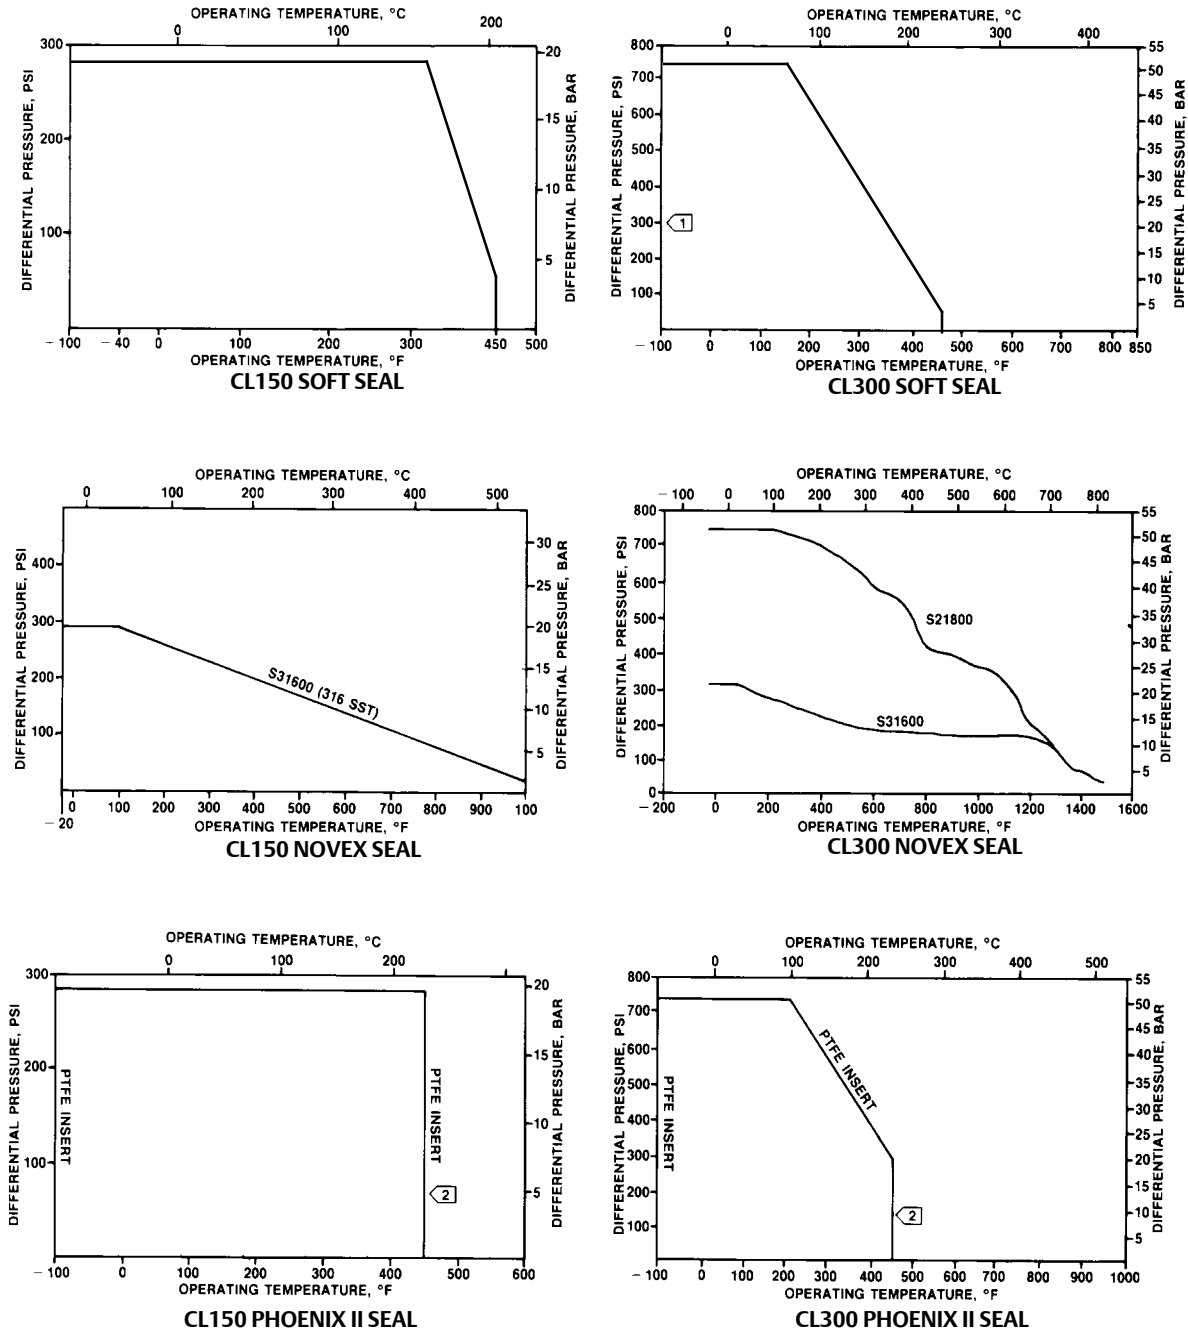 OPERATING TEMPERATURE, °C
0 100 200
300
200
100
DIFFERENTIAL PRESSURE, PSI
20
15
10
5
DIFFERENTIAL PRESSURE, BAR
-100 -40 0 100 200 300 450 500
OPERATING TEMPERATURE, °F
CL150 SOFT SEAL
OPERATING TEMPERATURE, °C
0 100 200 300 400
800
700
600
500
400
300
200
100
DIFFERENTIAL PRESSURE, PSI
1
55
50
45
40
35
30
25
20
15
10
5
DIFFERENTIAL PRESSURE, BAR
-100 0 100 200 300 400 500 600 700 800 850
OPERATING TEMPERATURE, °F
CL300 SOFT SEAL
OPERATING TEMPERATURE, °C
0 100 200 300 400 500
400
300
200
100
DIFFERENTIAL PRESSURE, PSI
S31600 (316 SST)
30
25
20
15
10
5
DIFFERENTIAL PRESSURE, BAR
-20 0 100 200 300 400 500 600 700 800 900 100
OPERATING TEMPERATURE, °F
CL150 NOVEX SEAL
OPERATING TEMPERATURE, °C
-100 0 100 200 300 400 500 600 700 800
800
700
600
500
400
300
200
100
0
DIFFERENTIAL PRESSURE, PSI
S21800
S31600
55
50
45
40
35
30
25
20
15
10
5
DIFFERENTIAL PRESSURE, BAR
-200 0 200 400 600 800 1000 1200 1400 1600
OPERATING TEMPERATURE, °F
CL300 NOVEX SEAL
OPERATING TEMPERATURE, °C
0 100 200
300
200
100
DIFFERENTIAL PRESSURE, PSI
PTFE INSERT
PTFE INSERT
2
20
15
10
5
DIFFERENTIAL PRESSURE, BAR
-100 0 100 200 300 400 500 600
OPERATING TEMPERATURE, °F
CL150 PHOENIX II SEAL
OPERATING TEMPERATURE, °C
0 100 200 300 400 500
800
700
600
500
400
300
200
100
DIFFERENTIAL PRESSURE, PSI
PTFE INSERT
PTFE INSERT
2
55
50
45
40
35
30
25
20
15
10
5
DIFFERENTIAL PRESSURE, BAR
-100 0 100 200 300 400 500 600 700 800 900 1000
OPERATING TEMPERATURE, °F
CL300 PHOENIX II SEAL